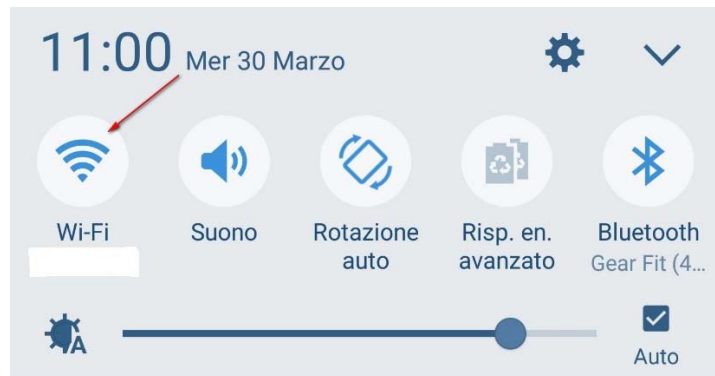 11:00 Mer 30 Marzo
Wi-Fi Suono Rotazione auto Risp. en. avanzato Bluetooth
Gear Fit (4...
A
Auto